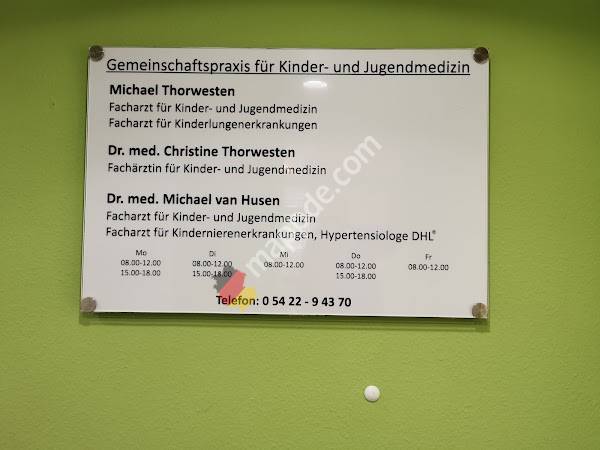 Gemeinschaftspraxis für Kinder- und Jugendmedizin
Michael Thorwesten
Facharzt für Kinder- und Jugendmedizin
Facharzt für Kinderlungenerkrankungen
Dr. med. Christine Thorwesten
Fachärztin für Kinder- und Jugendmedizin
Dr. med. Michael van Husen
Facharzt für Kinder- und Jugendmedizin
Facharzt für Kindernierenerkrankungen, Hypertensiologe DHL®
Mo Di Mi Do Fr
08.00-12.00 08.00-12.00 08.00-12.00 08.00-12.00 08.00-12.00
15.00-18.00 15.00-18.00 15.00-18.00
Telefon: 0 54 22 - 9 43 70